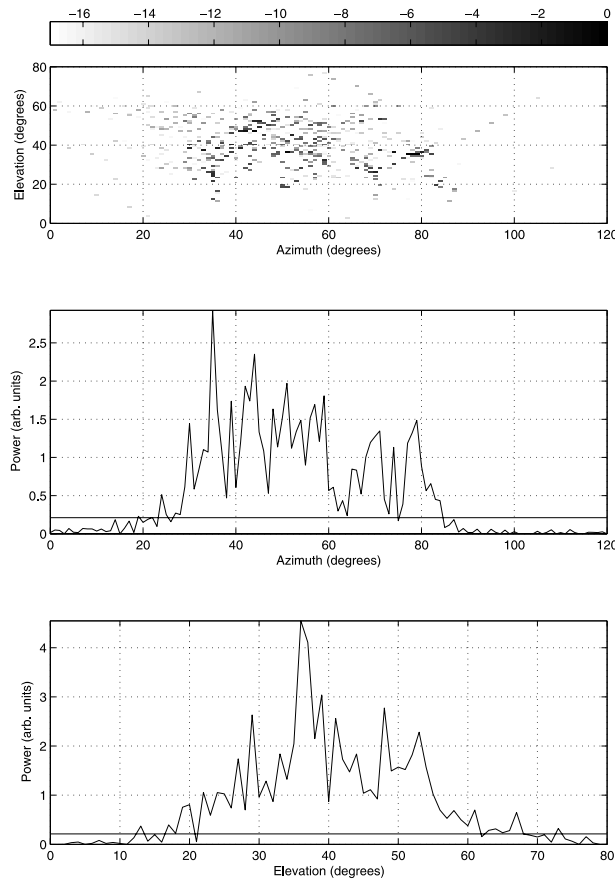 −16 −14 −12 −10 −8 −6 −4 −2 0
80
60
40
20
0
Elevation (degrees)
0 20 40 60 80 100 120
Azimuth (degrees)
2.5
2
1.5
1
0.5
0
Power (arb. units)
0 20 40 60 80 100 120
Azimuth (degrees)
4
3
2
1
0
Power (arb. units)
0 10 20 30 40 50 60 70 80
Elevation (degrees)